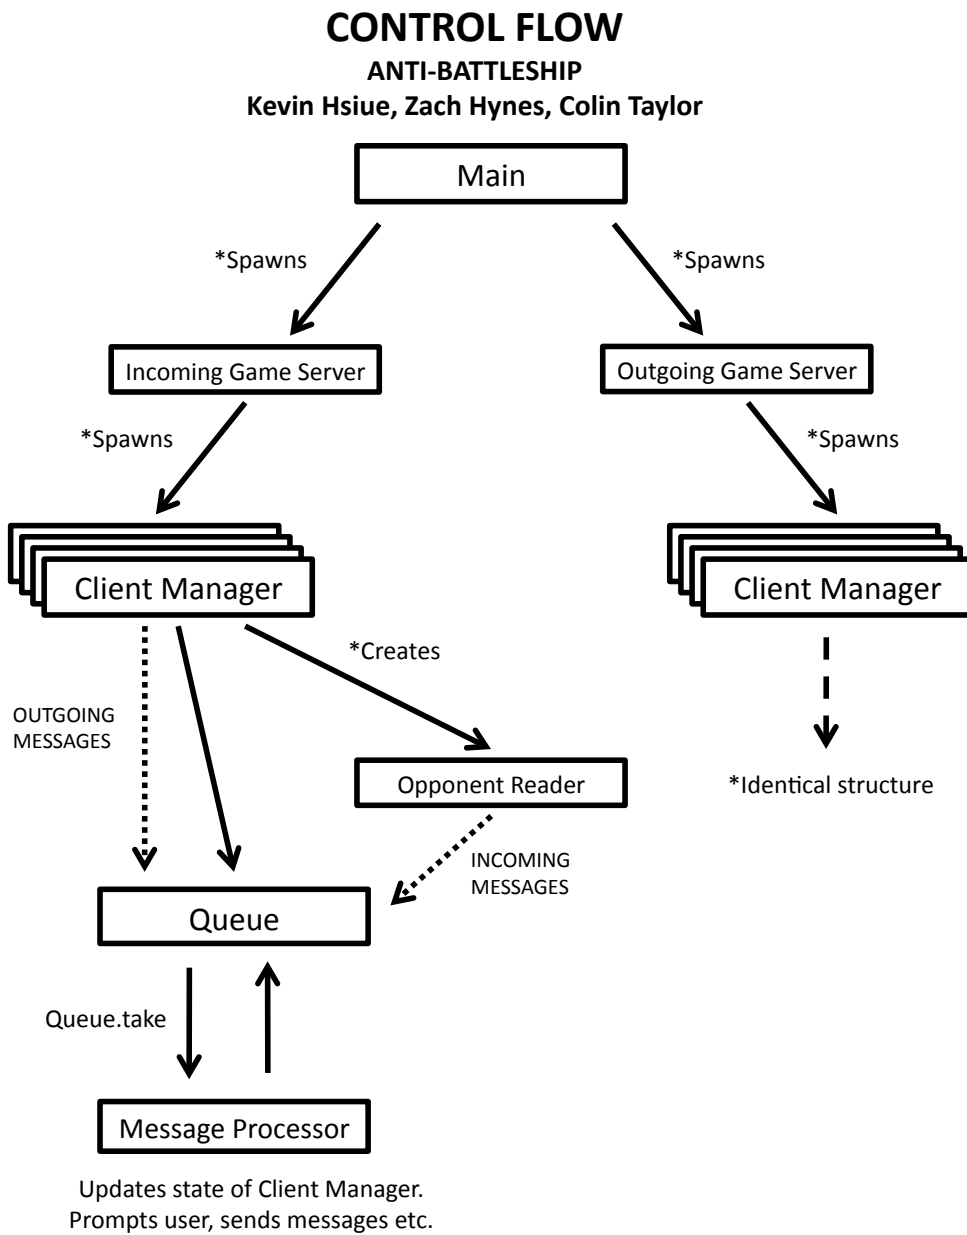 CONTROL FLOW
ANTI-BATTLESHIP
Kevin Hsiue, Zach Hynes, Colin Taylor
Main
*Spawns
*Spawns
Incoming Game Server
Outgoing Game Server
*Spawns
*Spawns
Client Manager
Client Manager
*Creates
OUTGOING
MESSAGES
Opponent Reader
*Identical structure
INCOMING
MESSAGES
Queue
Queue.take
Message Processor
Updates state of Client Manager.
Prompts user, sends messages etc.